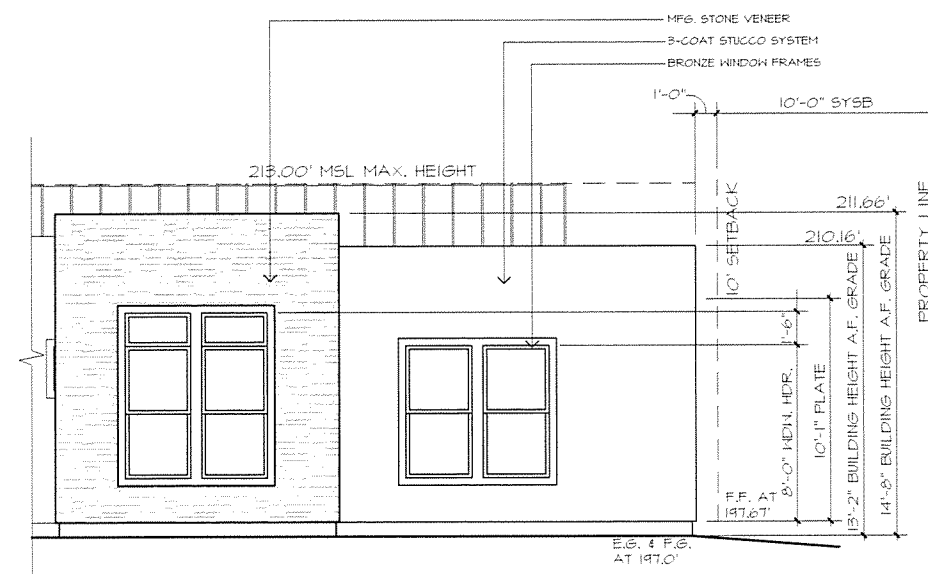 MFG. STONE VENEER
3-COAT STUCCO SYSTEM
BRONZE WINDOW FRAMES
1'-0"
10'-0" SYSB
213.00' MSL MAX. HEIGHT
211.66'
210.16'
10' SETBACK
PROPERTY LINE
1'-6"
8'-0" WDW. HDR.
10'-1" PLATE
13'-2" BUILDING HEIGHT A.F. GRADE
14'-8" BUILDING HEIGHT A.F. GRADE
F.F. AT
197.67'
E.G. & F.G.
AT 197.0'